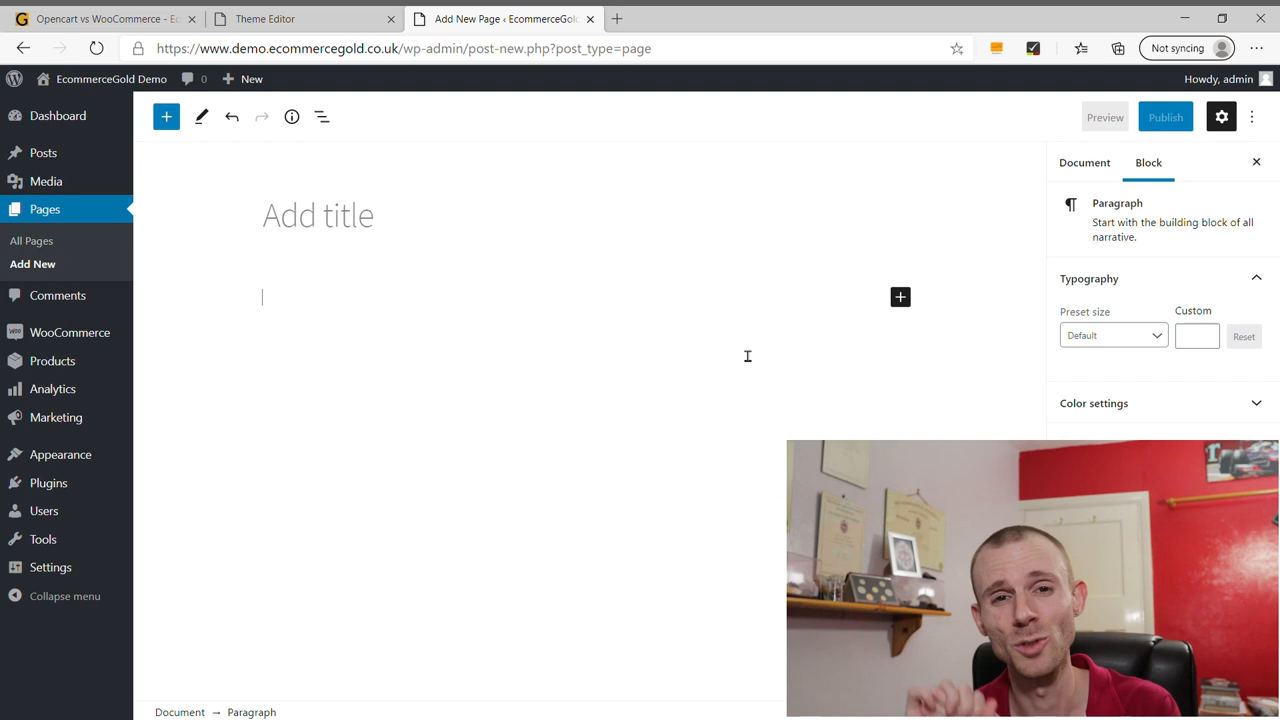 Opencart vs WooCommerce - Ec
Theme Editor
Add New Page ‹ EcommerceGold
https://www.demo.ecommercegold.co.uk/wp-admin/post-new.php?post_type=page
Not syncing
EcommerceGold Demo
0
New
Howdy, admin
Dashboard
Posts
Media
Pages
All Pages
Add New
Comments
WooCommerce
Products
Analytics
Marketing
Appearance
Plugins
Users
Tools
Settings
Collapse menu
Preview
Publish
Add title
Document
Block
Paragraph
Start with the building block of all
narrative.
Typography
Preset size
Custom
Default
Reset
Color settings
Document → Paragraph